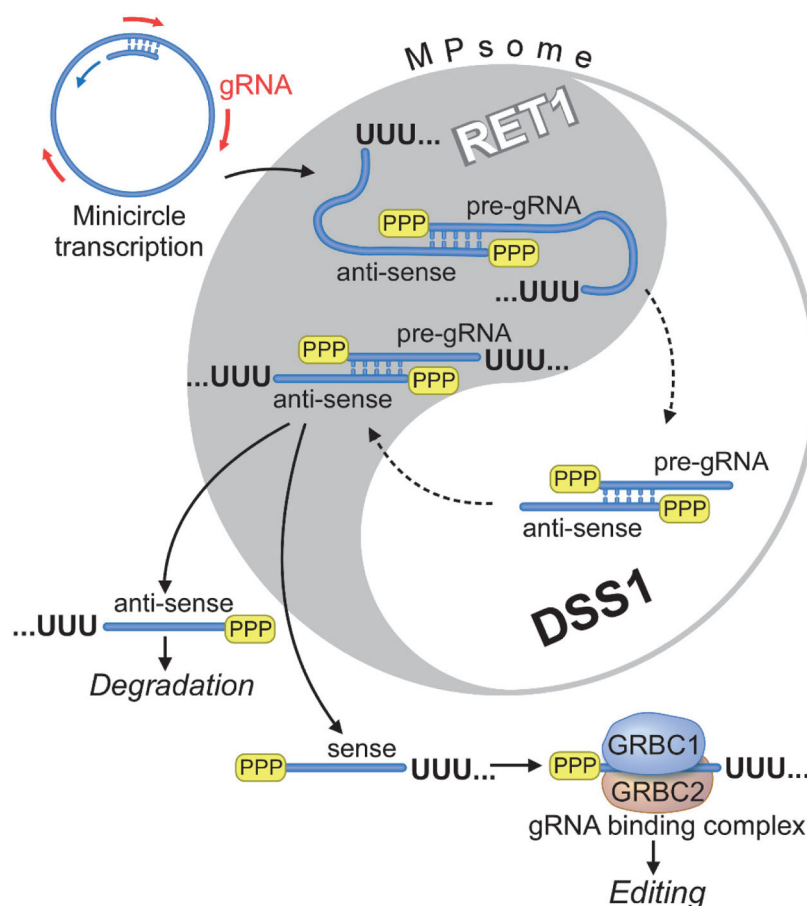 MPsome
gRNA
Minicircle
transcription
UUU...
RET1
PPP
pre-gRNA
anti-sense
PPP
...UUU
PPP
pre-gRNA
UUU...
...UUU
PPP
anti-sense
PPP
pre-gRNA
PPP
anti-sense
DSS1
anti-sense
...UUU
PPP
Degradation
PPP
sense
UUU...
PPP
GRBC1
UUU...
GRBC2
gRNA binding complex
Editing